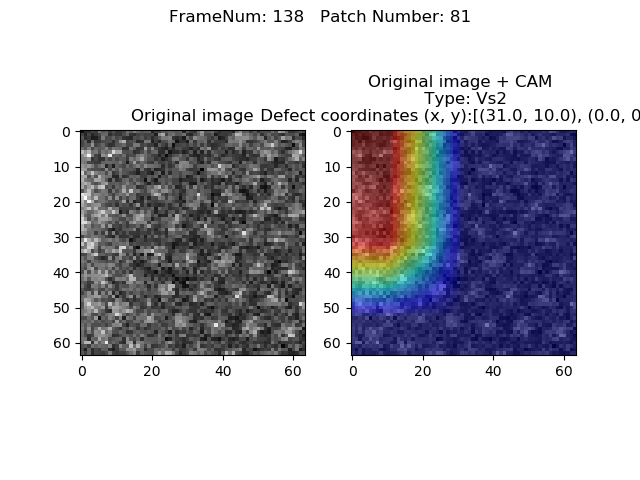 FrameNum: 138   Patch Number: 81
Original image + CAM
Type: Vs2
Original image
Defect coordinates (x, y):[(31.0, 10.0), (0.0, 0
0
10
20
30
40
50
60
0 20 40 60
0
10
20
30
40
50
60
0 20 40 60